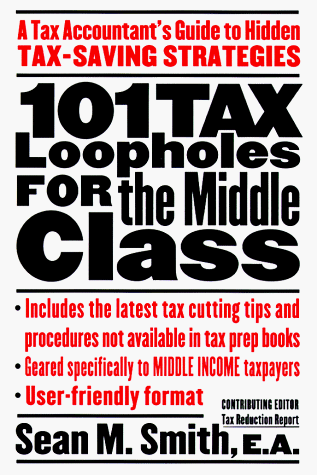 A Tax Accountant's Guide to Hidden
TAX-SAVING STRATEGIES
101 TAX
Loopholes
FOR the Middle
Class
• Includes the latest tax cutting tips and
procedures not available in tax prep books
• Geared specifically to MIDDLE INCOME taxpayers
• User-friendly format
CONTRIBUTING EDITOR
Tax Reduction Report
Sean M. Smith, E.A.